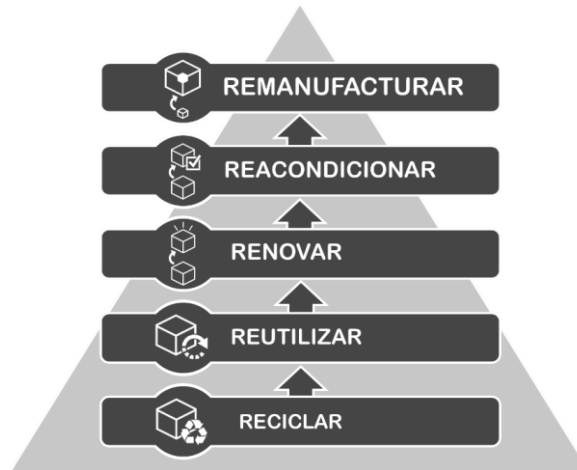 REMANUFACTURAR
REACONDICIONAR
RENOVAR
REUTILIZAR
RECICLAR